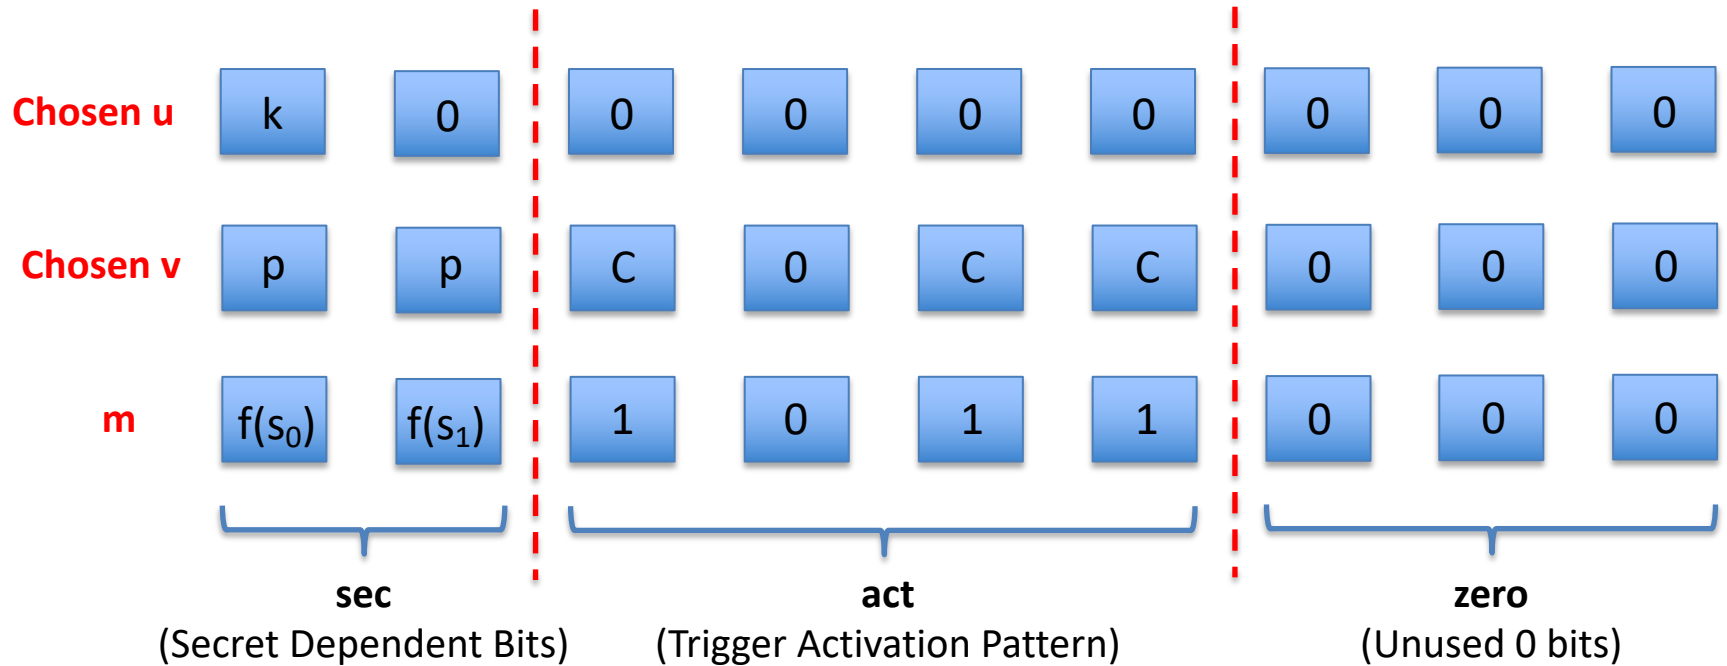 Chosen u k 0 0 0 0 0 0 0 0
Chosen v p p C 0 C C 0 0 0
m f(s₀) f(s₁) 1 0 1 1 0 0 0
sec act zero
(Secret Dependent Bits) (Trigger Activation Pattern) (Unused 0 bits)